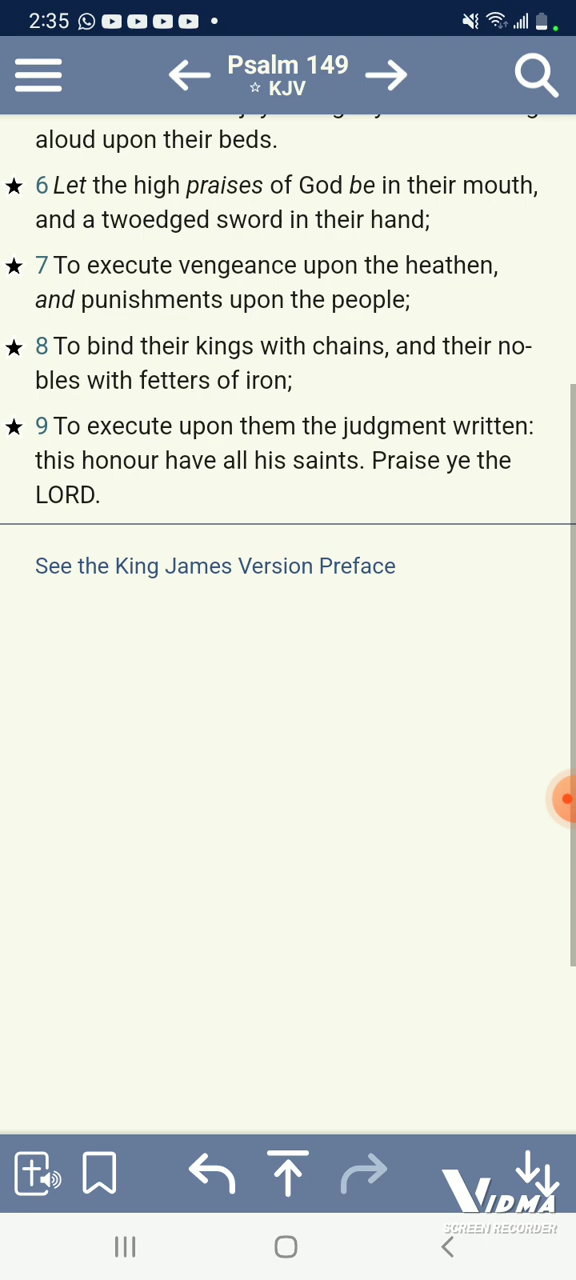 2:35
Psalm 149
☆ KJV
aloud upon their beds.
★ 6 Let the high praises of God be in their mouth,
and a twoedged sword in their hand;
★ 7 To execute vengeance upon the heathen,
and punishments upon the people;
★ 8 To bind their kings with chains, and their no-
bles with fetters of iron;
★ 9 To execute upon them the judgment written:
this honour have all his saints. Praise ye the
LORD.
See the King James Version Preface
VIDMA
SCREEN RECORDER